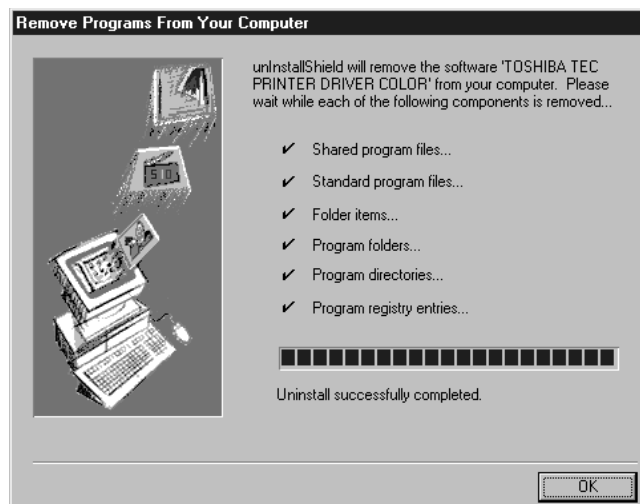 Remove Programs From Your Computer
unInstallShield will remove the software 'TOSHIBA TEC
PRINTER DRIVER COLOR' from your computer. Please
wait while each of the following components is removed...
✔ Shared program files...
✔ Standard program files...
✔ Folder items...
✔ Program folders...
✔ Program directories...
✔ Program registry entries...
Uninstall successfully completed.
OK